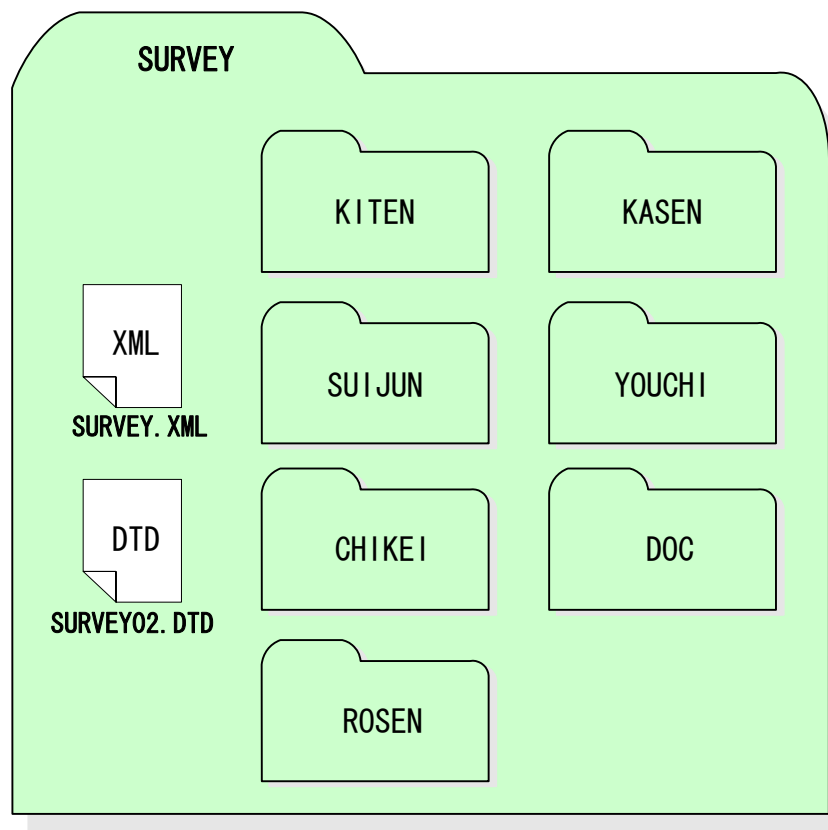 SURVEY
KITEN
KASEN
XML
SURVEY.XML
SUIJUN
YOUCHI
DTD
SURVEY02.DTD
CHIKEI
DOC
ROSEN